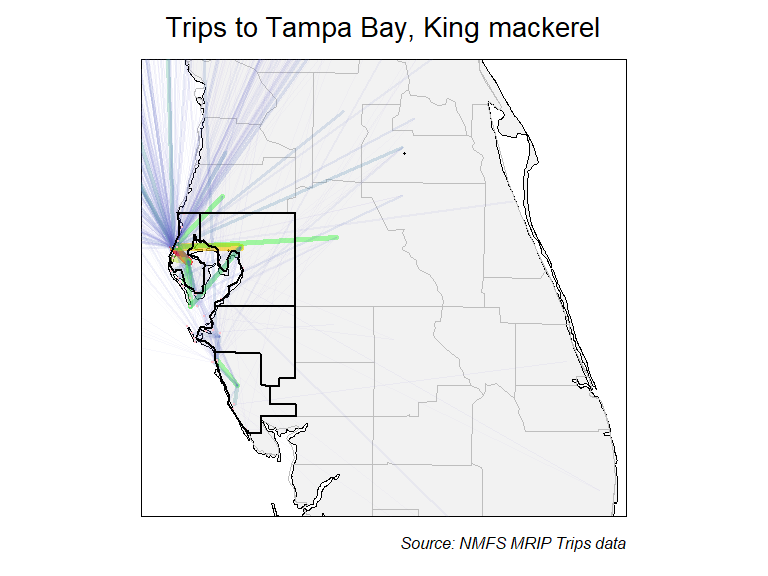 Trips to Tampa Bay, King mackerel
Source: NMFS MRIP Trips data